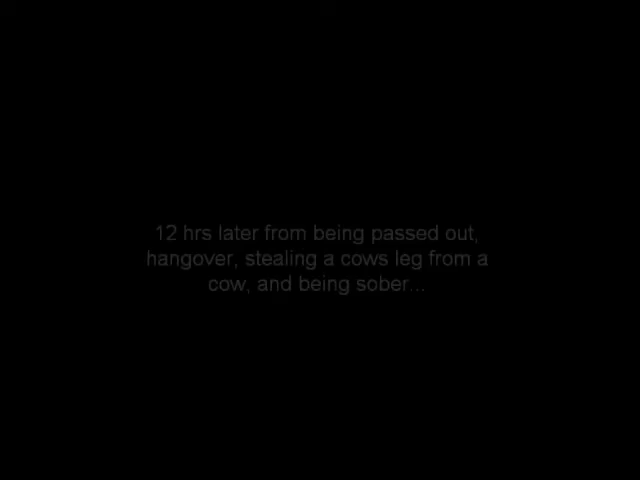 12 hrs later from being passed out,
hangover, stealing a cows leg from a
cow, and being sober...